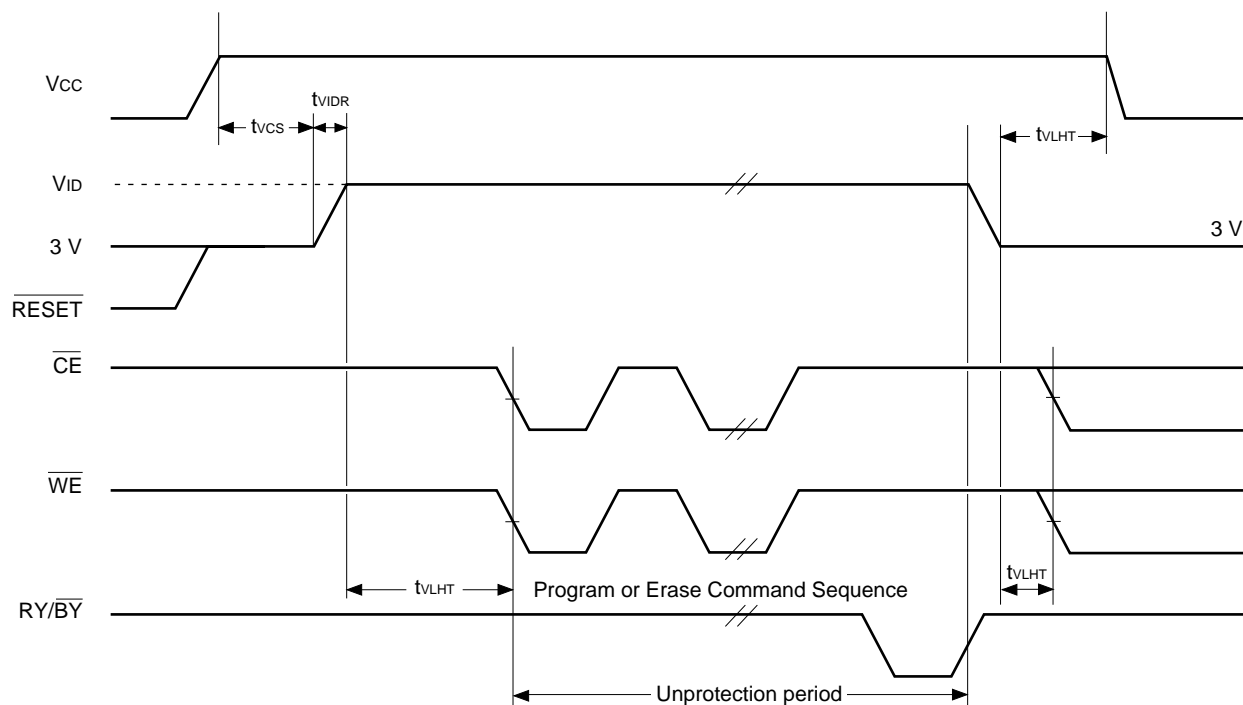 VCC
tVIDR
tVCS
tVLHT
VID
3 V
3 V
RESET
CE
WE
tVLHT
Program or Erase Command Sequence
tVLHT
RY/BY
Unprotection period